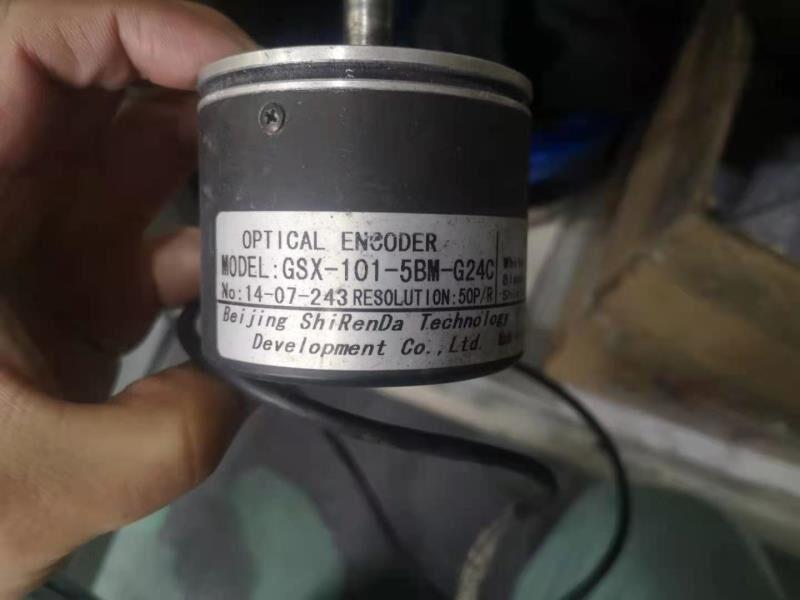 OPTICAL ENCODER
MODEL:GSX-101-5BM-G24C
No:14-07-243 RESOLUTION:50P/R
Beijing ShiRenDa Technology
Development Co.,Ltd.